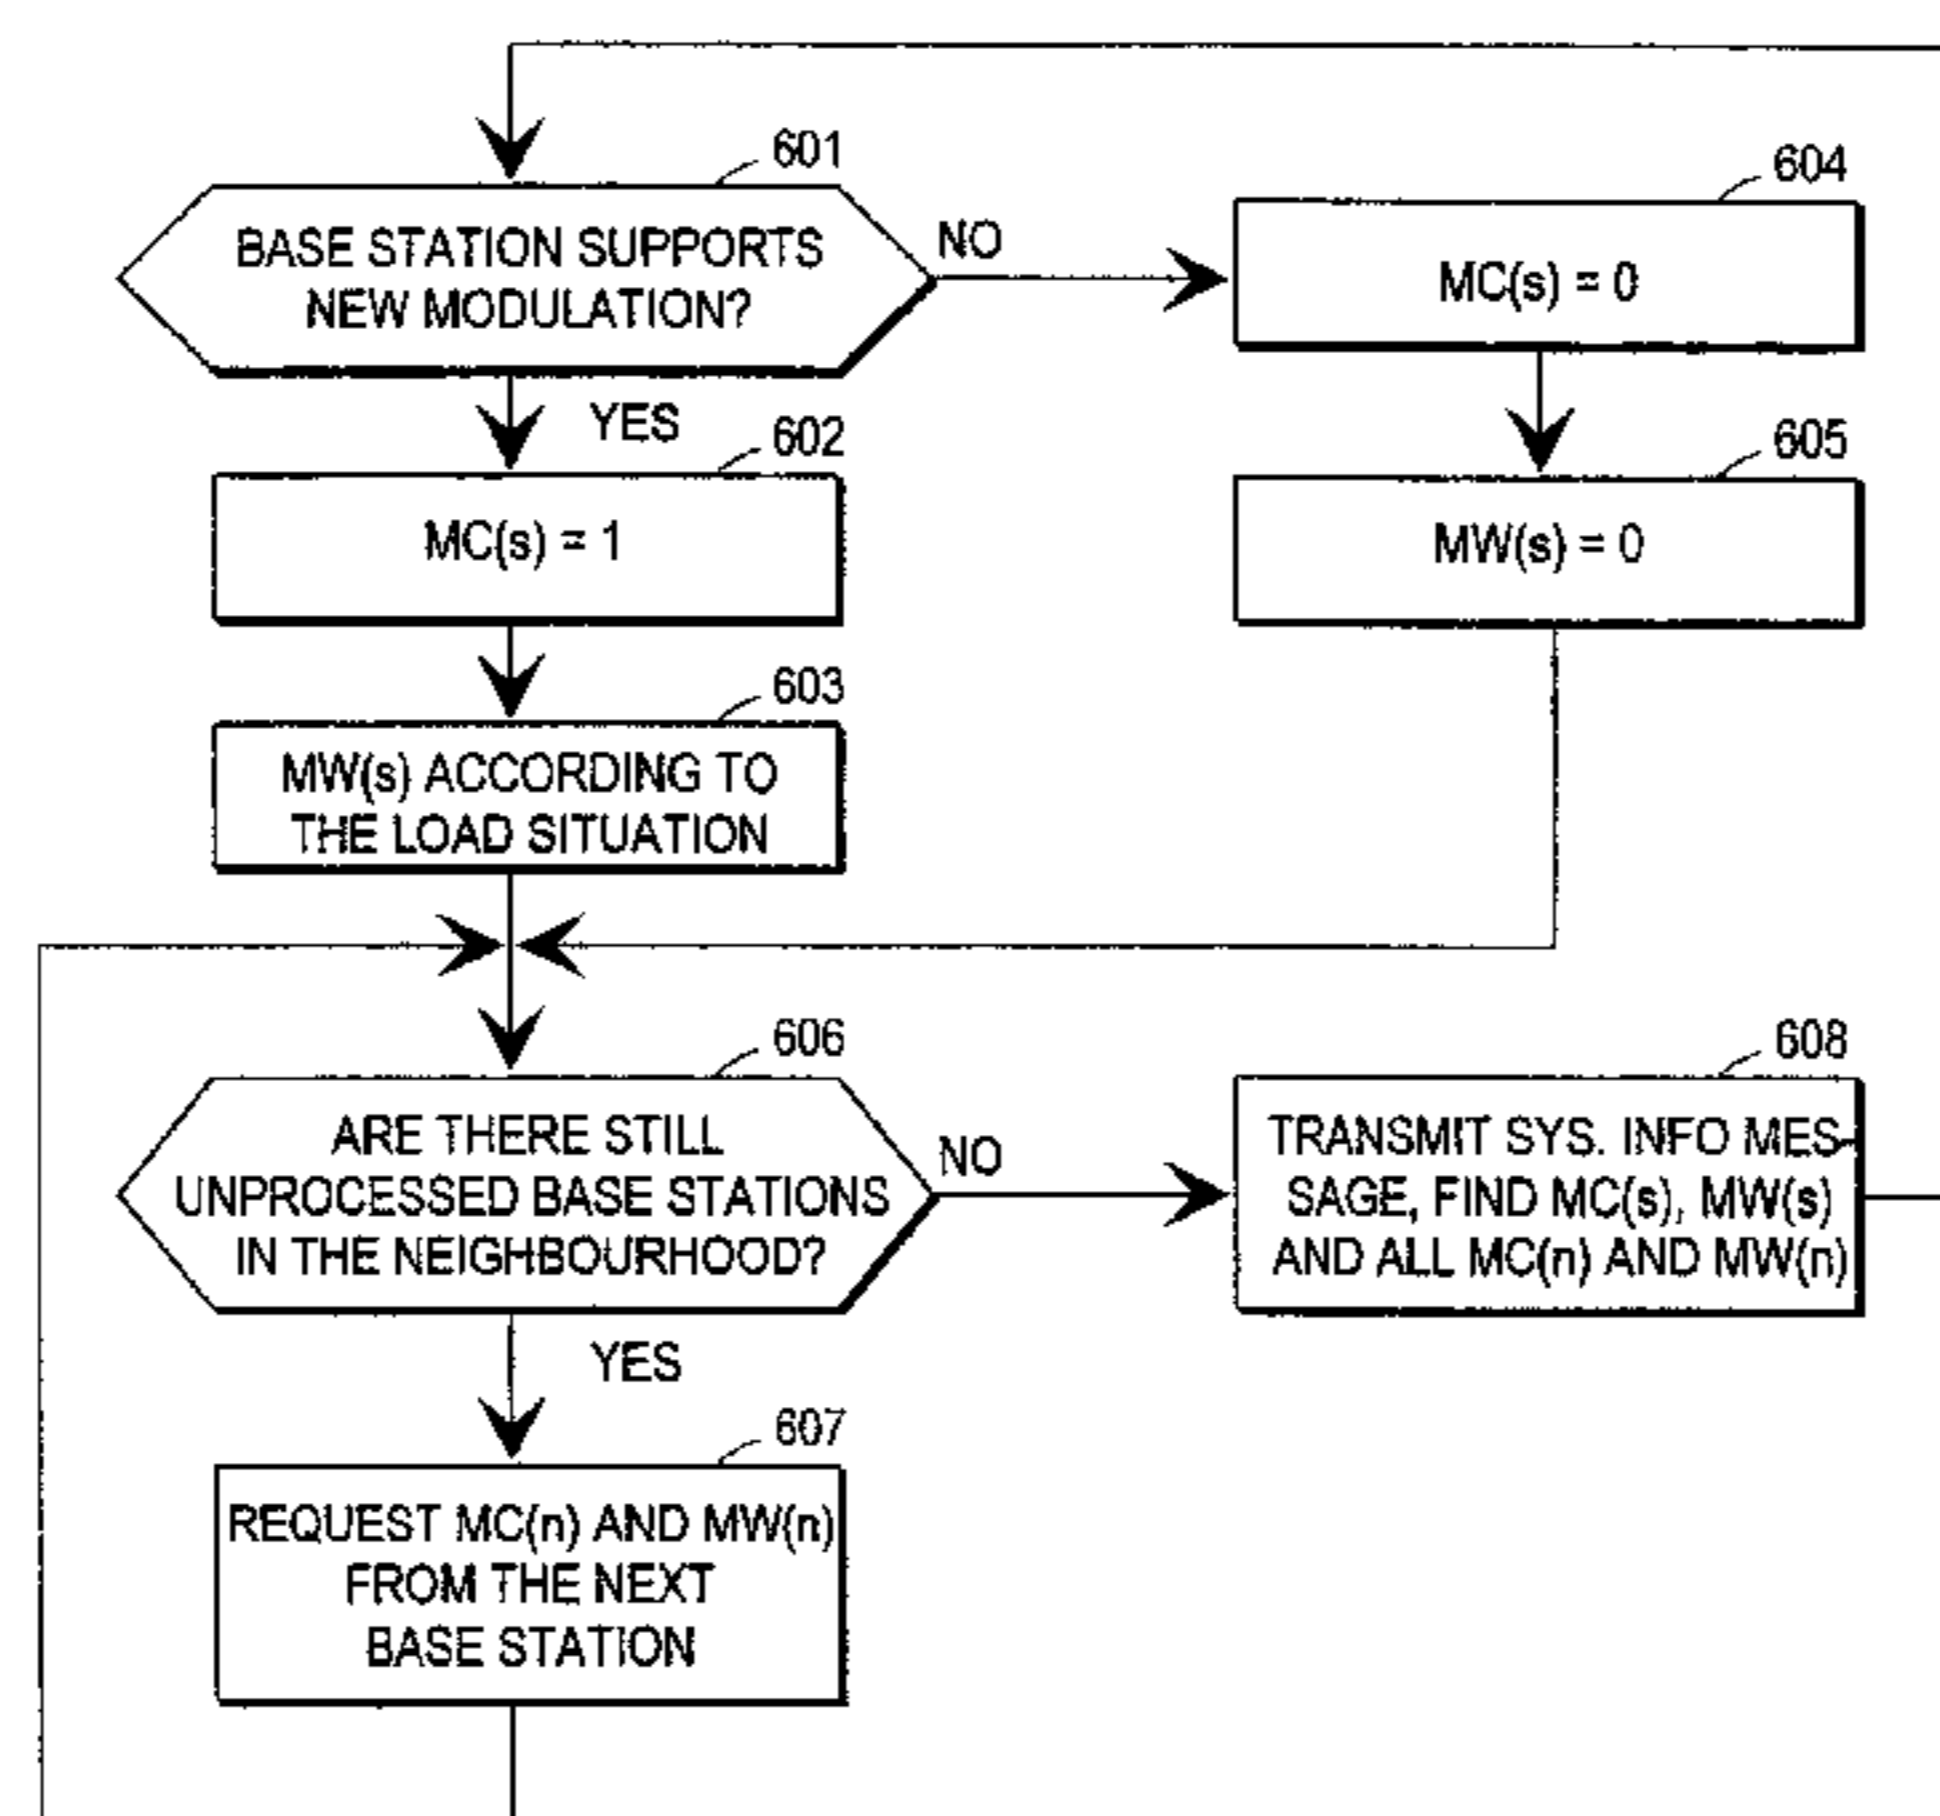 601
BASE STATION SUPPORTS
NEW MODULATION?
NO
604
MC(s) = 0
YES
602
MC(s) = 1
605
MW(s) = 0
603
MW(s) ACCORDING TO
THE LOAD SITUATION
606
ARE THERE STILL
UNPROCESSED BASE STATIONS
IN THE NEIGHBOURHOOD?
NO
608
TRANSMIT SYS. INFO MES-
SAGE, FIND MC(s), MW(s)
AND ALL MC(n) AND MW(n)
YES
607
REQUEST MC(n) AND MW(n)
FROM THE NEXT
BASE STATION